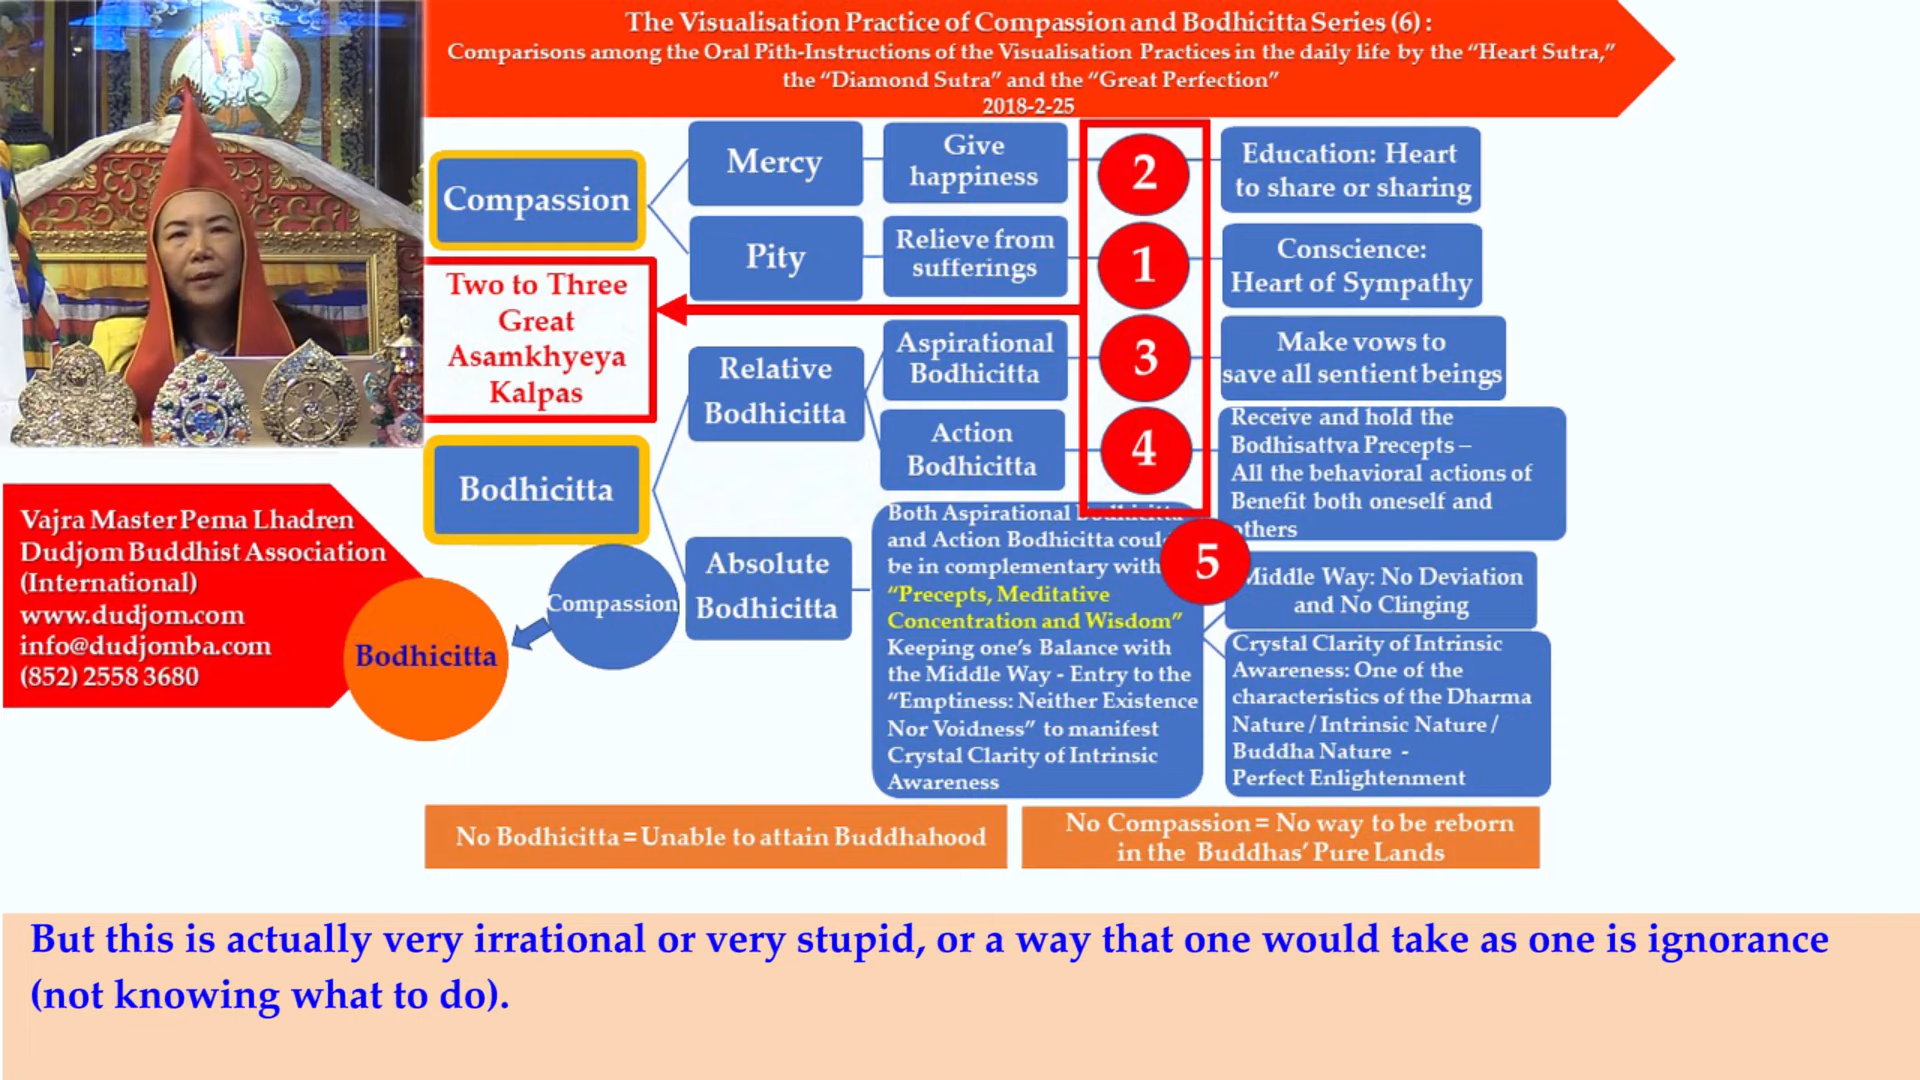 The Visualisation Practice of Compassion and Bodhicitta Series (6) :
Comparisons among the Oral Pith-Instructions of the Visualisation Practices in the daily life by the “Heart Sutra,”
the “Diamond Sutra” and the “Great Perfection”
2018-2-25
Compassion
Mercy
Give
happiness
2
Education: Heart
to share or sharing
Pity
Relieve from
sufferings
1
Conscience:
Heart of Sympathy
Two to Three
Great
Asamkhyeya
Kalpas
Bodhicitta
Relative
Bodhicitta
Aspirational
Bodhicitta
3
Make vows to
save all sentient beings
Action
Bodhicitta
4
Receive and hold the
Bodhisattva Precepts –
All the behavioral actions of
Benefit both oneself and
others
Absolute
Bodhicitta
Both Aspirational Bodhicitta
and Action Bodhicitta could
be in complementary with
“Precepts, Meditative
Concentration and Wisdom”
Keeping one’s Balance with
the Middle Way - Entry to the
“Emptiness: Neither Existence
Nor Voidness” to manifest
Crystal Clarity of Intrinsic
Awareness
5
Middle Way: No Deviation
and No Clinging
Crystal Clarity of Intrinsic
Awareness: One of the
characteristics of the Dharma
Nature / Intrinsic Nature /
Buddha Nature -
Perfect Enlightenment
Vajra Master Pema Lhadren
Dudjom Buddhist Association
(International)
www.dudjom.com
info@dudjomba.com
(852) 2558 3680
Compassion
Bodhicitta
No Bodhicitta = Unable to attain Buddhahood
No Compassion = No way to be reborn
in the Buddhas’ Pure Lands
But this is actually very irrational or very stupid, or a way that one would take as one is ignorance
(not knowing what to do).